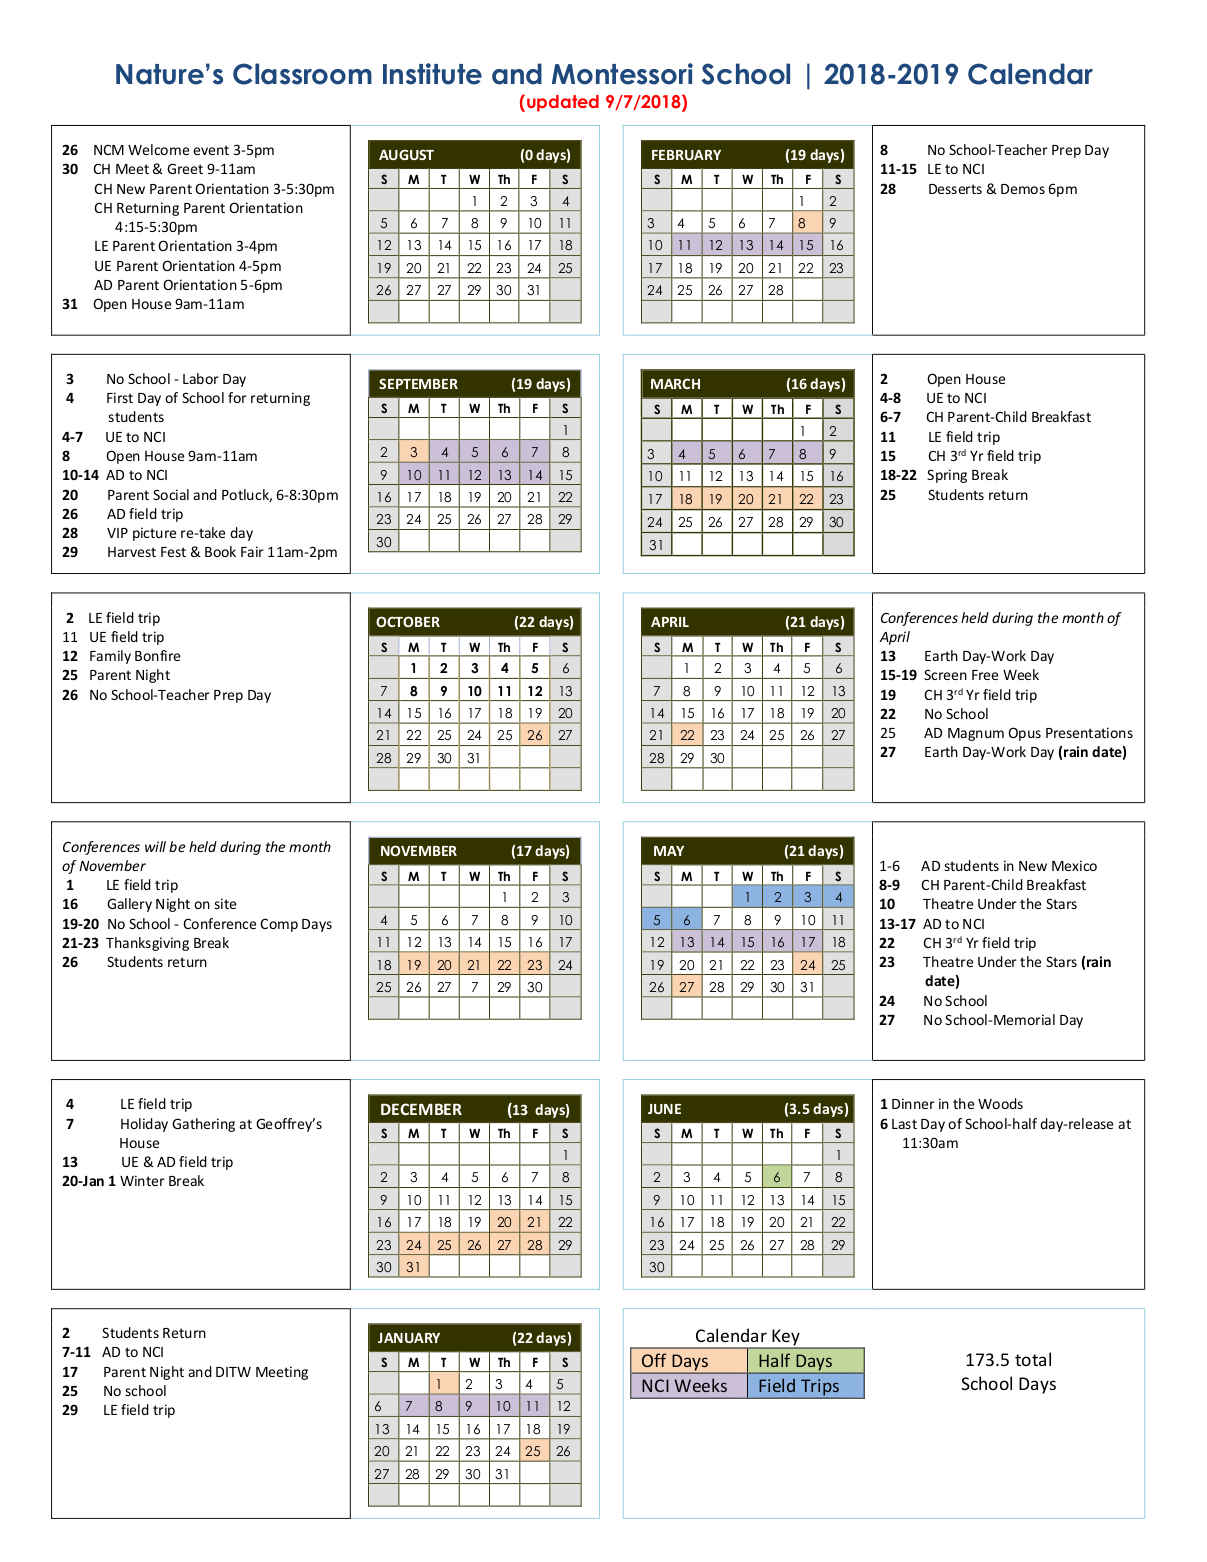 Nature's Classroom Institute and Montessori School | 2018-2019 Calendar
(updated 9/7/2018)
26 NCM Welcome event 3-5pm
30 CH Meet & Greet 9-11am
CH New Parent Orientation 3-5:30pm
CH Returning Parent Orientation
4:15-5:30pm
LE Parent Orientation 3-4pm
UE Parent Orientation 4-5pm
AD Parent Orientation 5-6pm
31 Open House 9am-11am
AUGUST (0 days)
S M T W Th F S
1 2 3 4
5 6 7 8 9 10 11
12 13 14 15 16 17 18
19 20 21 22 23 24 25
26 27 27 29 30 31
FEBRUARY (19 days)
S M T W Th F S
1 2
3 4 5 6 7 8 9
10 11 12 13 14 15 16
17 18 19 20 21 22 23
24 25 26 27 28
8 No School-Teacher Prep Day
11-15 LE to NCI
28 Desserts & Demos 6pm
3 No School - Labor Day
4 First Day of School for returning
students
4-7 UE to NCI
8 Open House 9am-11am
10-14 AD to NCI
20 Parent Social and Potluck, 6-8:30pm
26 AD field trip
28 VIP picture re-take day
29 Harvest Fest & Book Fair 11am-2pm
SEPTEMBER (19 days)
S M T W Th F S
1
2 3 4 5 6 7 8
9 10 11 12 13 14 15
16 17 18 19 20 21 22
23 24 25 26 27 28 29
30
MARCH (16 days)
S M T W Th F S
1 2
3 4 5 6 7 8 9
10 11 12 13 14 15 16
17 18 19 20 21 22 23
24 25 26 27 28 29 30
31
2 Open House
4-8 UE to NCI
6-7 CH Parent-Child Breakfast
11 LE field trip
15 CH 3rd Yr field trip
18-22 Spring Break
25 Students return
2 LE field trip
11 UE field trip
12 Family Bonfire
25 Parent Night
26 No School-Teacher Prep Day
OCTOBER (22 days)
S M T W Th F S
1 2 3 4 5 6
7 8 9 10 11 12 13
14 15 16 17 18 19 20
21 22 25 24 25 26 27
28 29 30 31
APRIL (21 days)
S M T W Th F S
1 2 3 4 5 6
7 8 9 10 11 12 13
14 15 16 17 18 19 20
21 22 23 24 25 26 27
28 29 30
Conferences held during the month of
April
13 Earth Day-Work Day
15-19 Screen Free Week
19 CH 3rd Yr field trip
22 No School
25 AD Magnum Opus Presentations
27 Earth Day-Work Day (rain date)
Conferences will be held during the month
of November
1 LE field trip
16 Gallery Night on site
19-20 No School - Conference Comp Days
21-23 Thanksgiving Break
26 Students return
NOVEMBER (17 days)
S M T W Th F S
1 2 3
4 5 6 7 8 9 10
11 12 13 14 15 16 17
18 19 20 21 22 23 24
25 26 27 7 29 30
MAY (21 days)
S M T W Th F S
1 2 3 4
5 6 7 8 9 10 11
12 13 14 15 16 17 18
19 20 21 22 23 24 25
26 27 28 29 30 31
1-6 AD students in New Mexico
8-9 CH Parent-Child Breakfast
10 Theatre Under the Stars
13-17 AD to NCI
22 CH 3rd Yr field trip
23 Theatre Under the Stars (rain
date)
24 No School
27 No School-Memorial Day
4 LE field trip
7 Holiday Gathering at Geoffrey's
House
13 UE & AD field trip
20-Jan 1 Winter Break
DECEMBER (13 days)
S M T W Th F S
1
2 3 4 5 6 7 8
9 10 11 12 13 14 15
16 17 18 19 20 21 22
23 24 25 26 27 28 29
30 31
JUNE (3.5 days)
S M T W Th F S
1
2 3 4 5 6 7 8
9 10 11 12 13 14 15
16 17 18 19 20 21 22
23 24 25 26 27 28 29
30
1 Dinner in the Woods
6 Last Day of School-half day-release at
11:30am
2 Students Return
7-11 AD to NCI
17 Parent Night and DITW Meeting
25 No school
29 LE field trip
JANUARY (22 days)
S M T W Th F S
1 2 3 4 5
6 7 8 9 10 11 12
13 14 15 16 17 18 19
20 21 22 23 24 25 26
27 28 29 30 31
Calendar Key
Off Days Half Days
NCI Weeks Field Trips
173.5 total
School Days